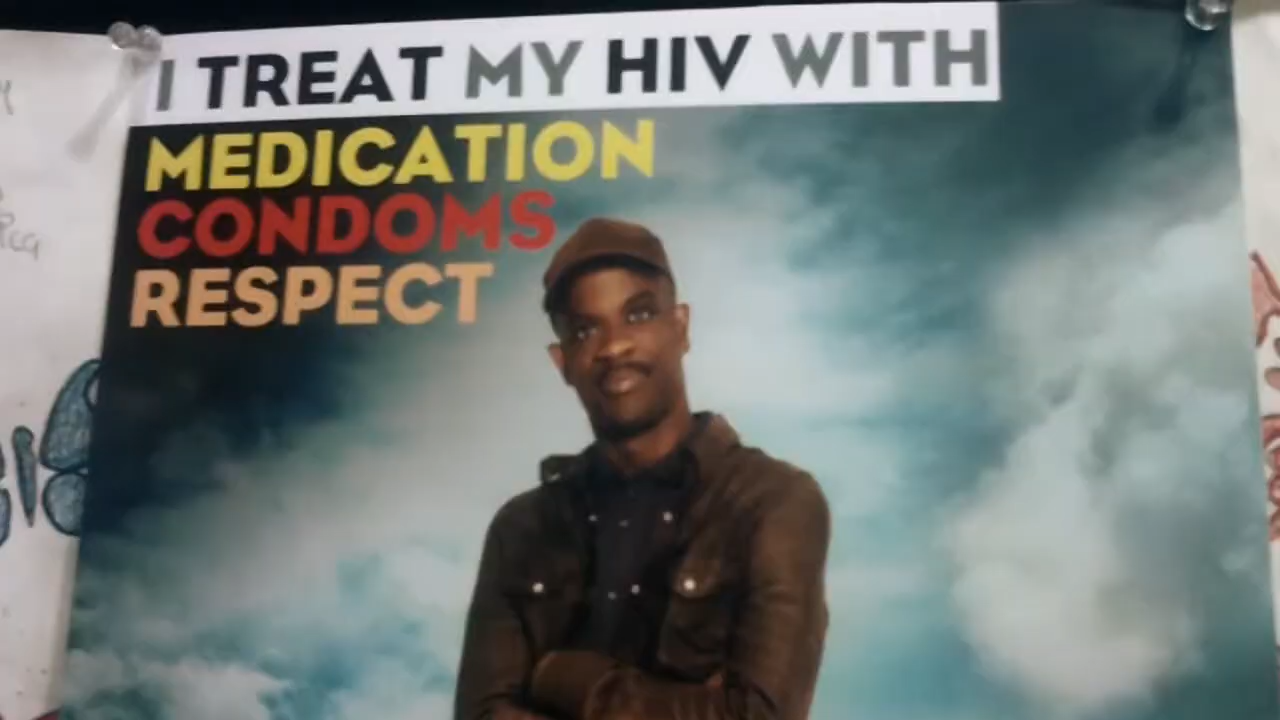 I TREAT MY HIV WITH
MEDICATION
CONDOMS
RESPECT